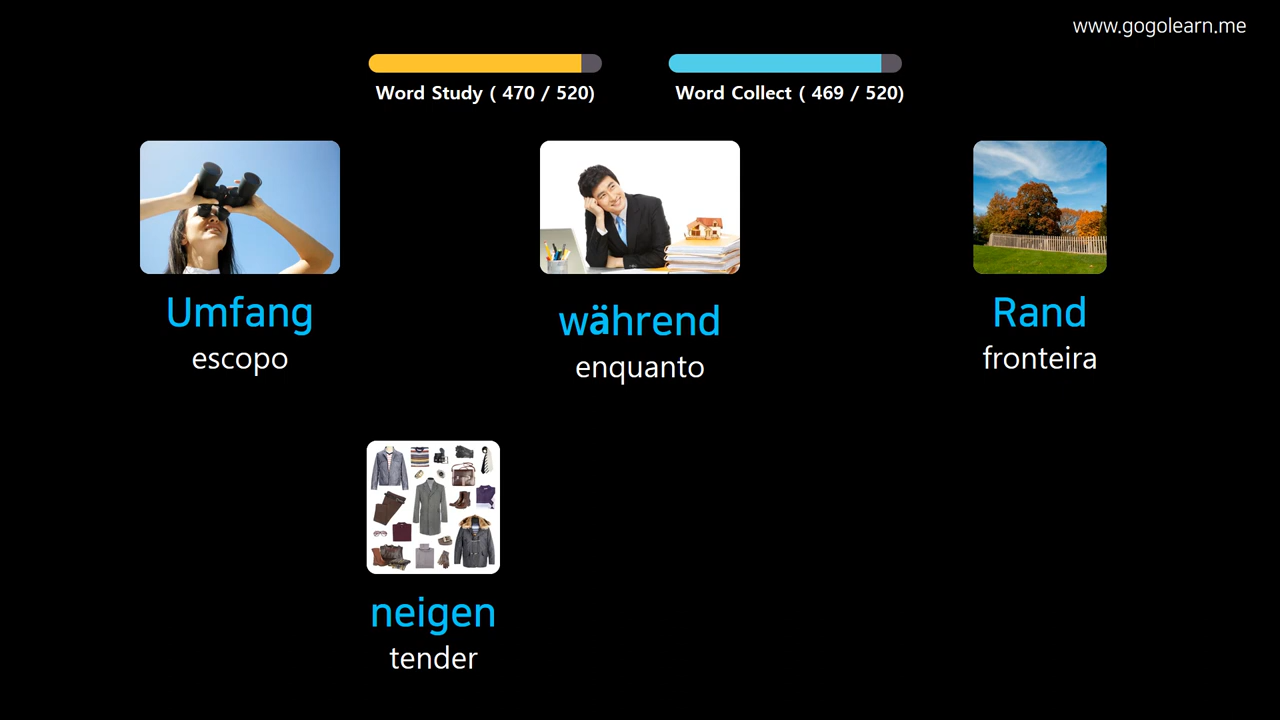 www.gogolearn.me
Word Study ( 470 / 520)
Word Collect ( 469 / 520)
Umfang
escopo
während
enquanto
Rand
fronteira
neigen
tender